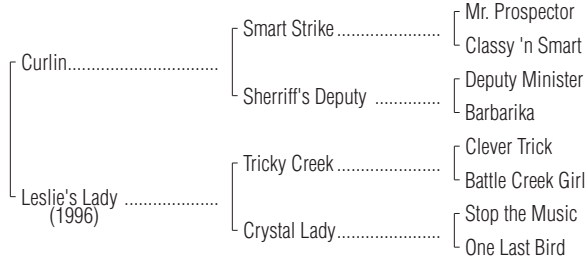 Mr. Prospector
Smart Strike ....................
Classy 'n Smart
Curlin.............................
Deputy Minister
Sherriff's Deputy .............
Barbarika
Clever Trick
Tricky Creek ....................
Battle Creek Girl
Leslie's Lady ..................
(1996)
Stop the Music
Crystal Lady....................
One Last Bird